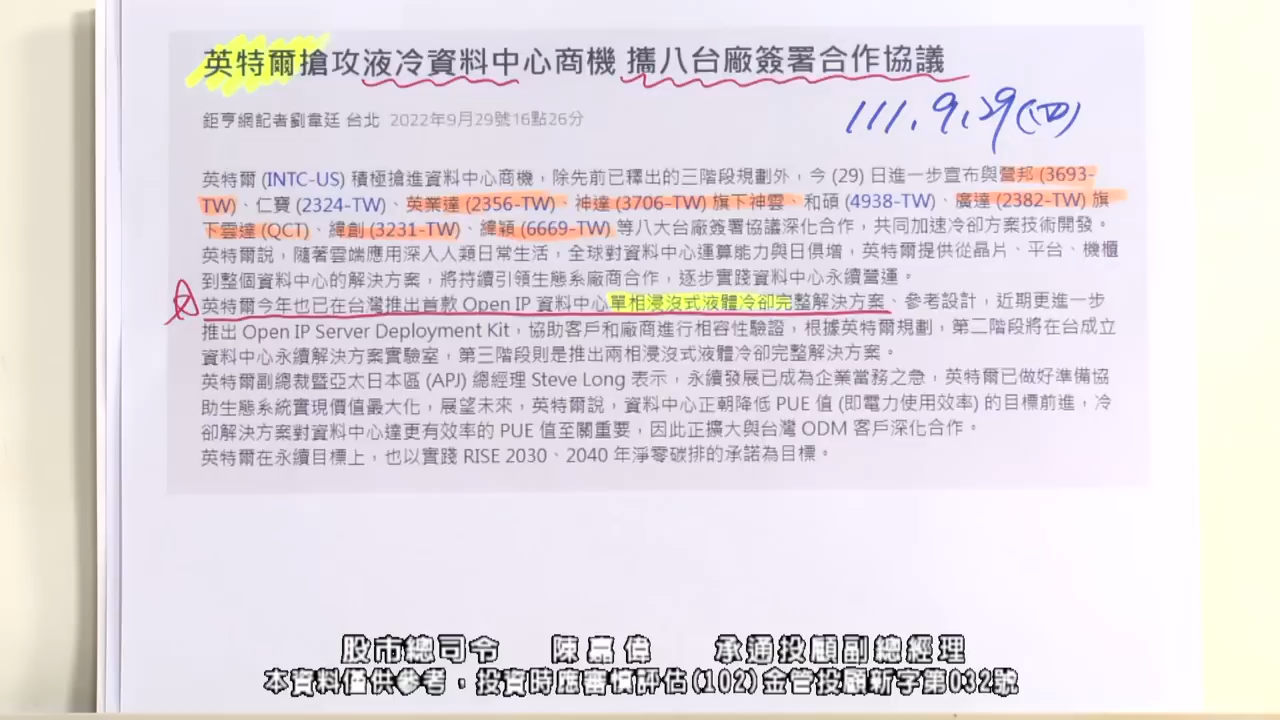 英特爾搶攻液冷資料中心商機 攜八台廠簽署合作協議
鉅亨網記者劉韋廷 台北 2022年9月29號16點26分
111.9.29(四)
英特爾 (INTC-US) 積極搶進資料中心商機，除先前已釋出的三階段規劃外，今 (29) 日進一步宣布與營邦 (3693-
TW)、仁寶 (2324-TW)、英業達 (2356-TW)、神達 (3706-TW) 旗下神雲、和碩 (4938-TW)、廣達 (2382-TW) 旗
下雲達 (QCT)、緯創 (3231-TW)、緯穎 (6669-TW) 等八大台廠簽署協議深化合作，共同加速冷卻方案技術開發。
英特爾說，隨著雲端應用深入人類日常生活，全球對資料中心運算能力與日俱增，英特爾提供從晶片、平台、機櫃
到整個資料中心的解決方案，將持續引領生態系廠商合作，逐步實踐資料中心永續營運。
英特爾今年也已在台灣推出首款 Open IP 資料中心單相浸沒式液體冷卻完整解決方案、參考設計，近期更進一步
推出 Open IP Server Deployment Kit，協助客戶和廠商進行相容性驗證，根據英特爾規劃，第二階段將在台成立
資料中心永續解決方案實驗室，第三階段則是推出兩相浸沒式液體冷卻完整解決方案。
英特爾副總裁暨亞太日本區 (APJ) 總經理 Steve Long 表示，永續發展已成為企業當務之急，英特爾已做好準備協
助生態系統實現價值最大化，展望未來，英特爾說，資料中心正朝降低 PUE 值 (即電力使用效率) 的目標前進，冷
卻解決方案對資料中心達更有效率的 PUE 值至關重要，因此正擴大與台灣 ODM 客戶深化合作。
英特爾在永續目標上，也以實踐 RISE 2030、2040 年淨零碳排的承諾為目標。
股市總司令 陳嘉偉 承通投顧副總經理
本資料僅供參考，投資時應審慎評估(102)金管投顧新字第032號